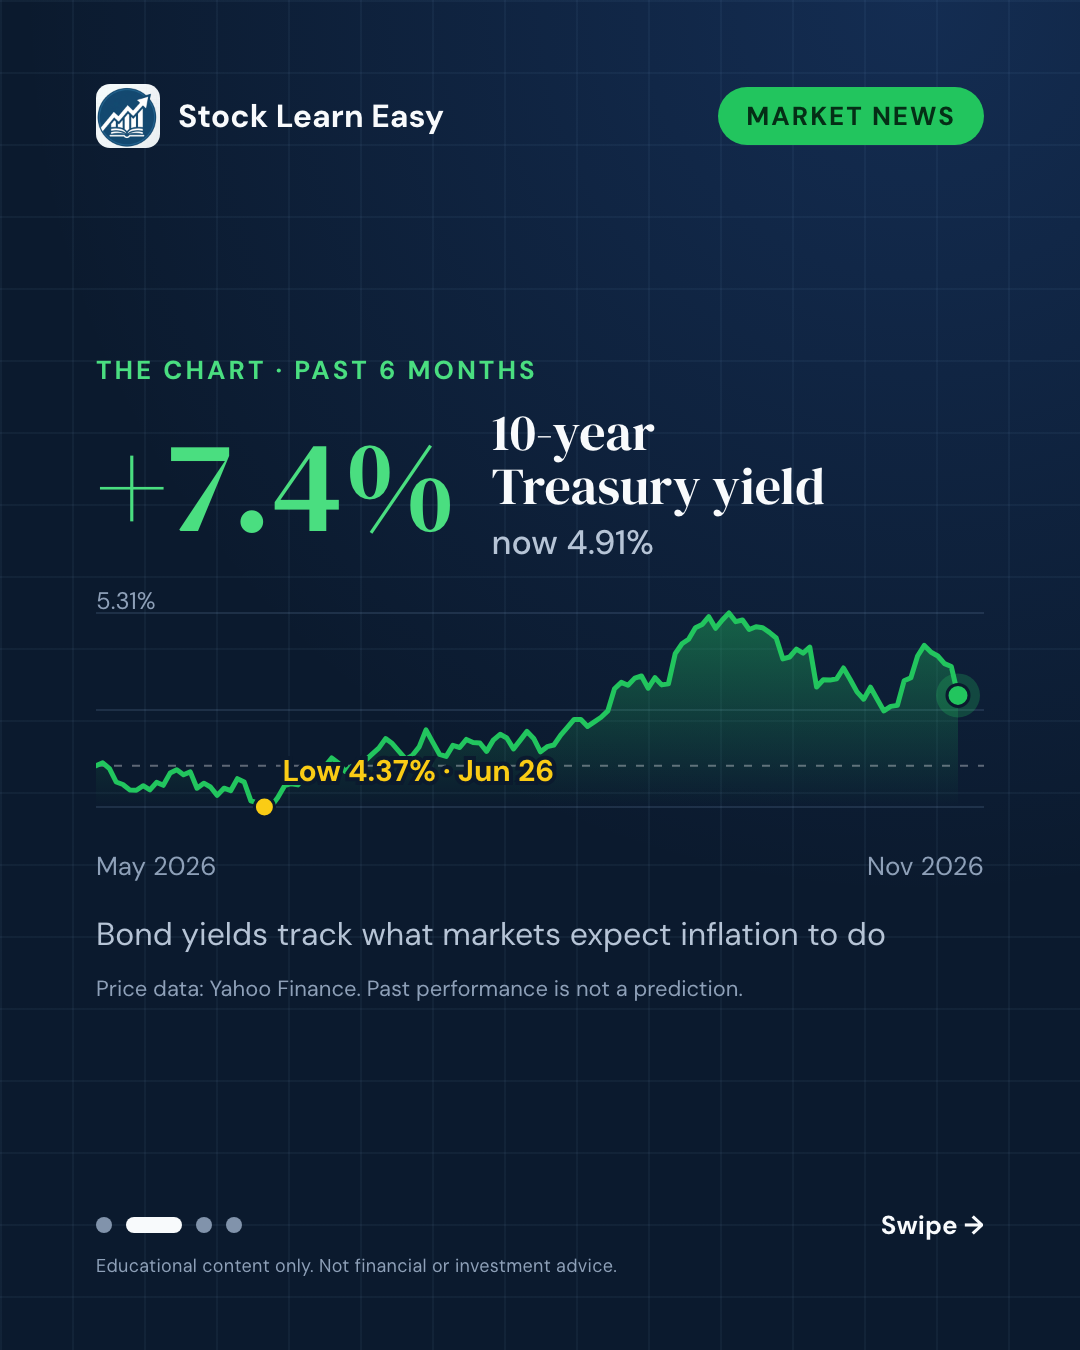 Stock Learn Easy
MARKET NEWS
THE CHART · PAST 6 MONTHS
+7.4%
10-year
Treasury yield
now 4.91%
5.31%
Low 4.37% · Jun 26
May 2026
Nov 2026
Bond yields track what markets expect inflation to do
Price data: Yahoo Finance. Past performance is not a prediction.
Swipe →
Educational content only. Not financial or investment advice.